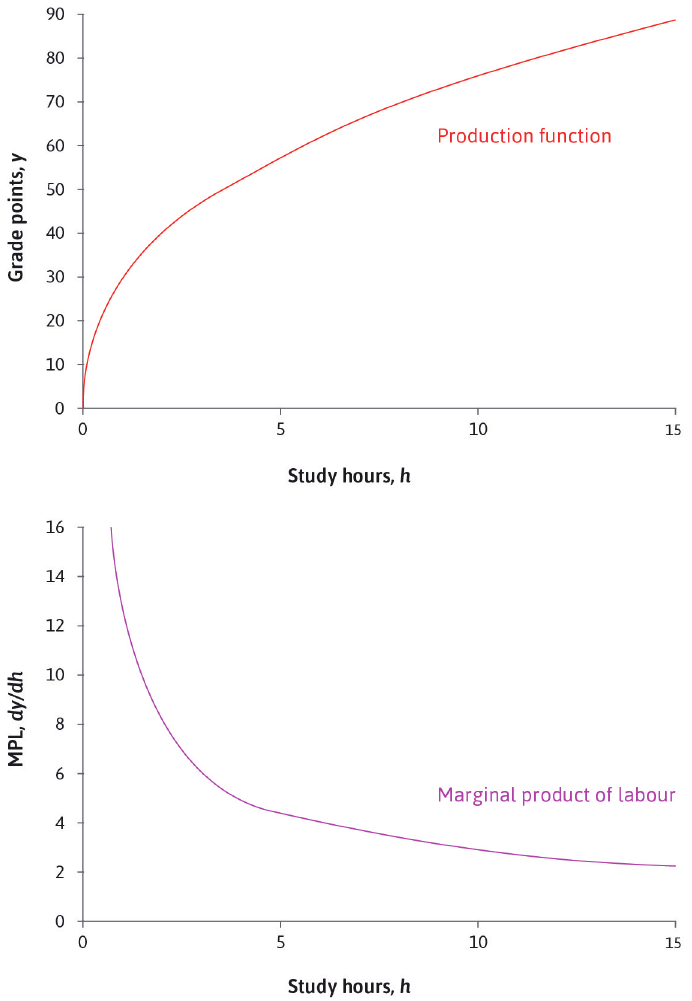 90
80
70
60
50
40
30
20
10
0
Grade points, y
Production function
0 5 10 15
Study hours, h
16
14
12
10
8
6
4
2
0
MPL, dy/dh
Marginal product of labour
0 5 10 15
Study hours, h